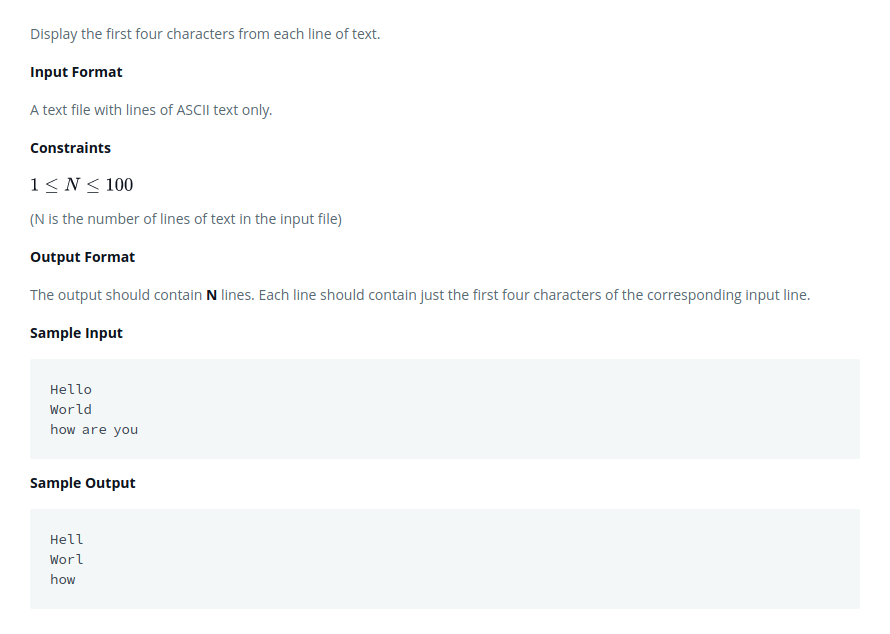 Display the first four characters from each line of text.
Input Format
A text file with lines of ASCII text only.
Constraints
1 ≤ N ≤ 100
(N is the number of lines of text in the input file)
Output Format
The output should contain N lines. Each line should contain just the first four characters of the corresponding input line.
Sample Input
Hello
World
how are you
Sample Output
Hell
Worl
how